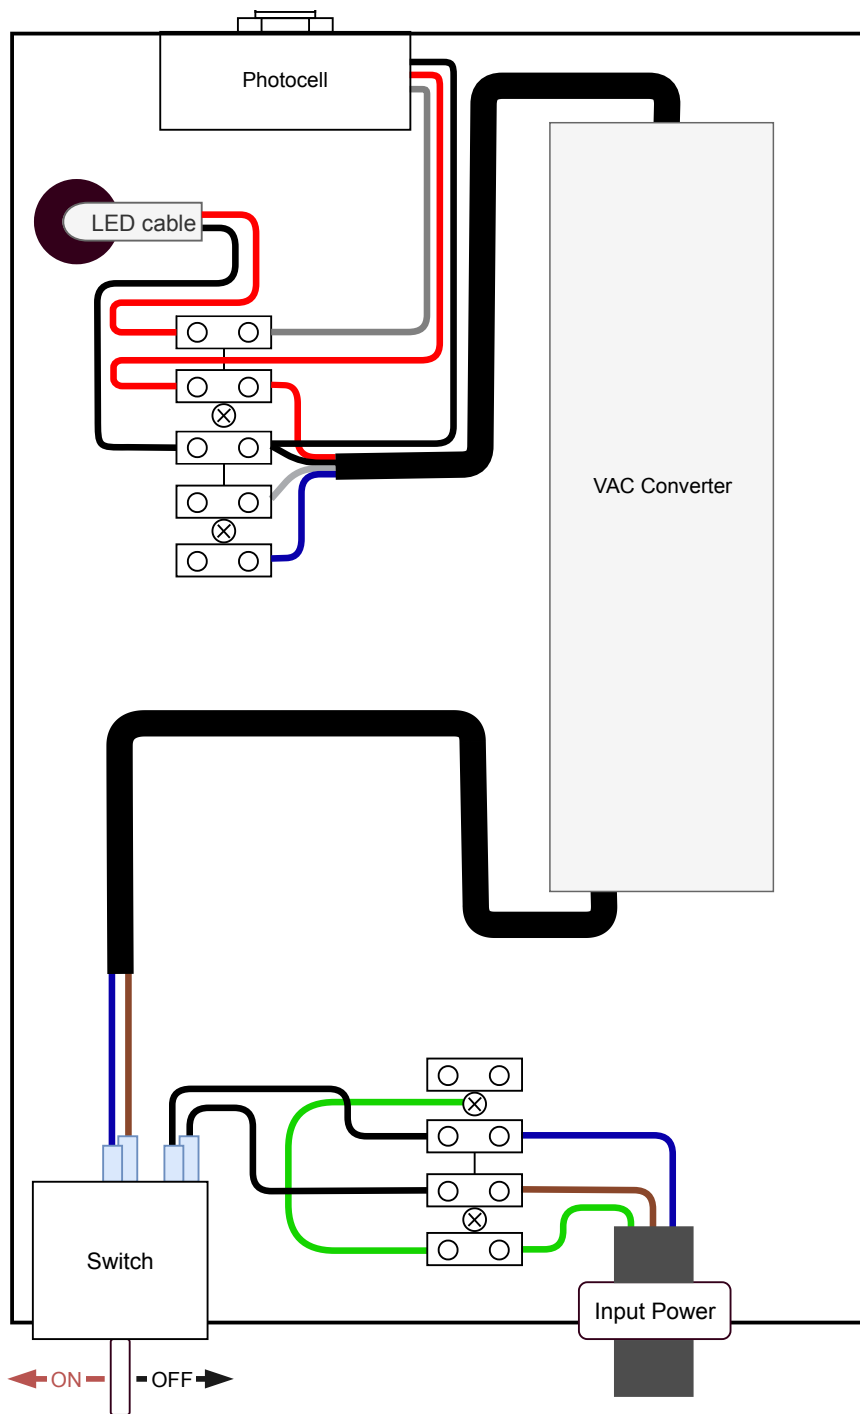 Photocell
LED cable
VAC Converter
Switch
Input Power
ON
OFF